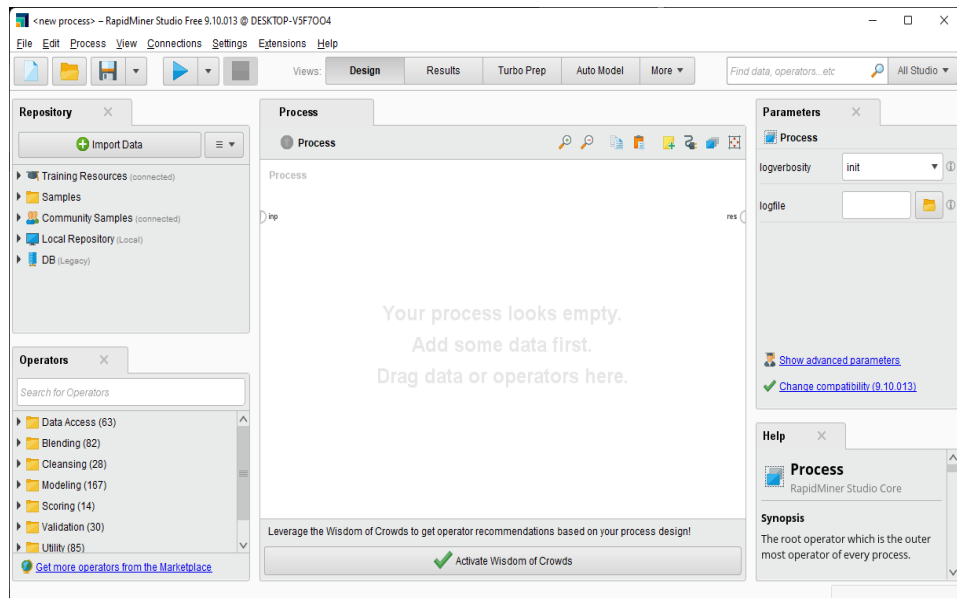 <new process> – RapidMiner Studio Free 9.10.013 @ DESKTOP-V5F7OO4
File Edit Process View Connections Settings Extensions Help
Views: Design Results Turbo Prep Auto Model More Find data, operators...etc All Studio
Repository
Import Data
Training Resources (connected)
Samples
Community Samples (connected)
Local Repository (Local)
DB (Legacy)
Operators
Search for Operators
Data Access (63)
Blending (82)
Cleansing (28)
Modeling (167)
Scoring (14)
Validation (30)
Utility (85)
Get more operators from the Marketplace
Process
Process
Process
inp
res
Your process looks empty.
Add some data first.
Drag data or operators here.
Leverage the Wisdom of Crowds to get operator recommendations based on your process design!
Activate Wisdom of Crowds
Parameters
Process
logverbosity init
logfile
Show advanced parameters
Change compatibility (9.10.013)
Help
Process
RapidMiner Studio Core
Synopsis
The root operator which is the outer
most operator of every process.